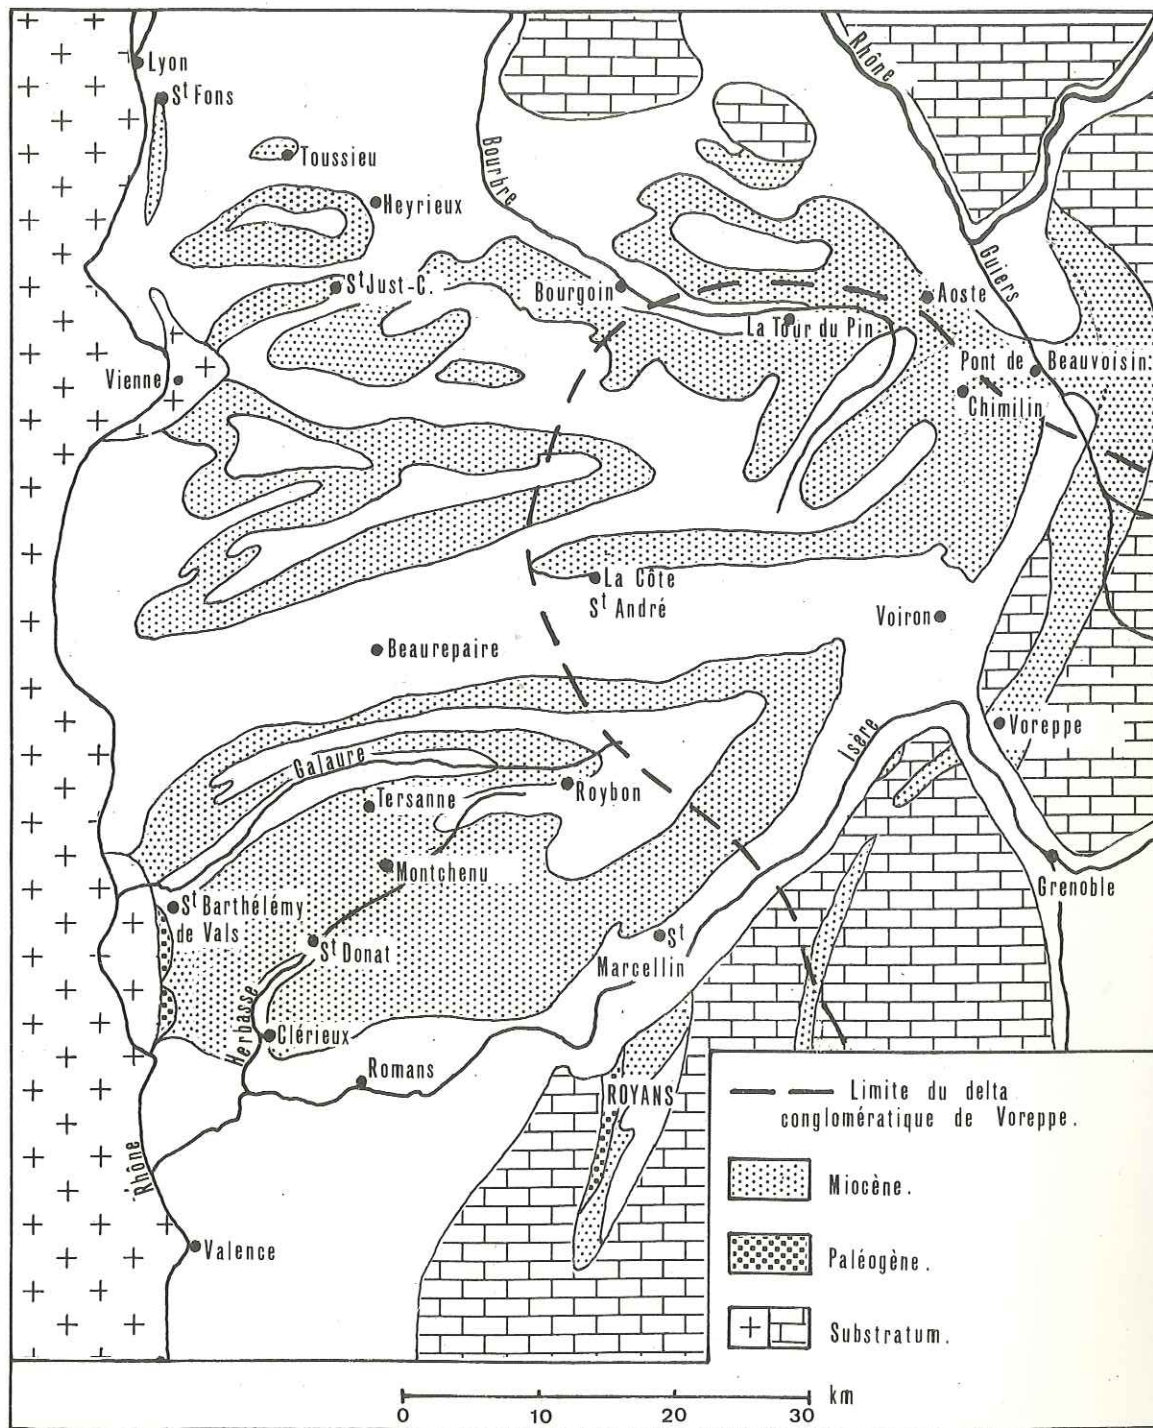 Lyon
St Fons
Toussieu
Heyrieux
Bourbre
Rhône
Guiers
St Just-C.
Bourgoin
Aoste
La Tour du Pin
Pont de
Beauvoisin.
Chimilin
Vienne
La Côte
St André
Voiron
Beaurepaire
Voreppe
Isère
Galaure
Tersanne
Roybon
Montchenu
Grenoble
St Barthélémy
de Vals
St Donat
St
Marcellin
Herbasse
Clérieux
Romans
ROYANS
Rhône
Valence
Limite du delta
conglomératique de Voreppe.
Miocène.
Paléogène.
Substratum.
km
0 10 20 30